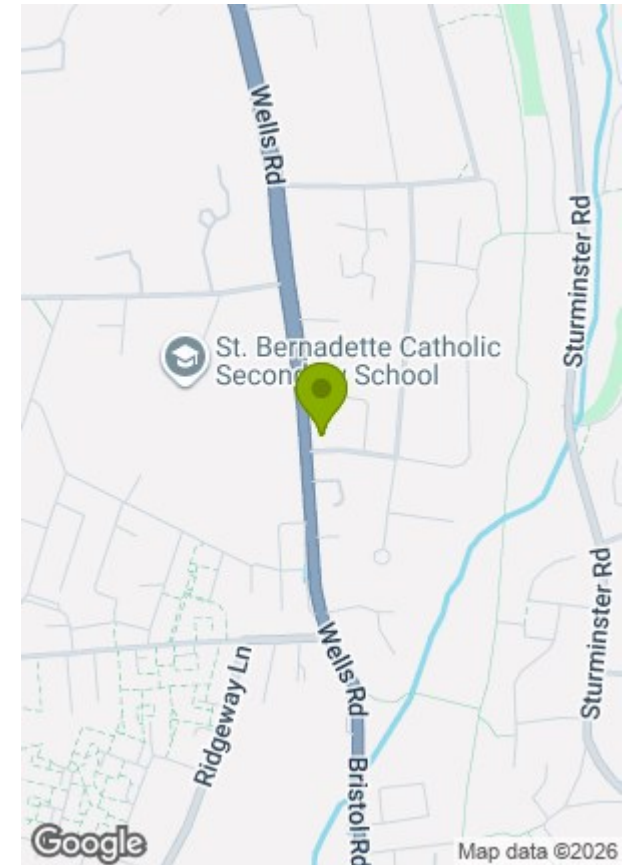 Wells Rd
Sturminster Rd
St. Bernadette Catholic
Secon y School
Sturminster Rd
Wells Rd
Ridgeway Ln
Bristol Rd
Google
Map data ©2026